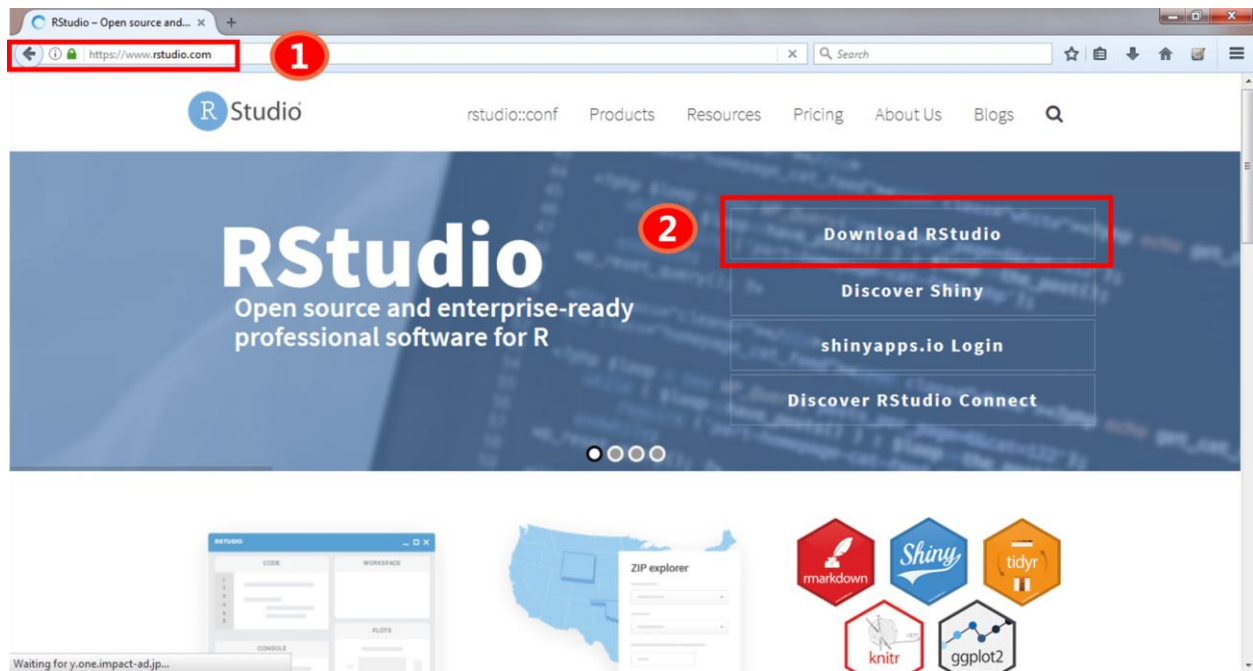 RStudio – Open source and... × +
https://www.rstudio.com
Search
1
R Studio
rstudio::conf Products Resources Pricing About Us Blogs
RStudio
Open source and enterprise-ready
professional software for R
2
Download RStudio
Discover Shiny
shinyapps.io Login
Discover RStudio Connect
RSTUDIO
CODE
WORKSPACE
CONSOLE
PLOTS
ZIP explorer
rmarkdown
Shiny
tidyr
knitr
ggplot2
Waiting for y.one.impact-ad.jp...